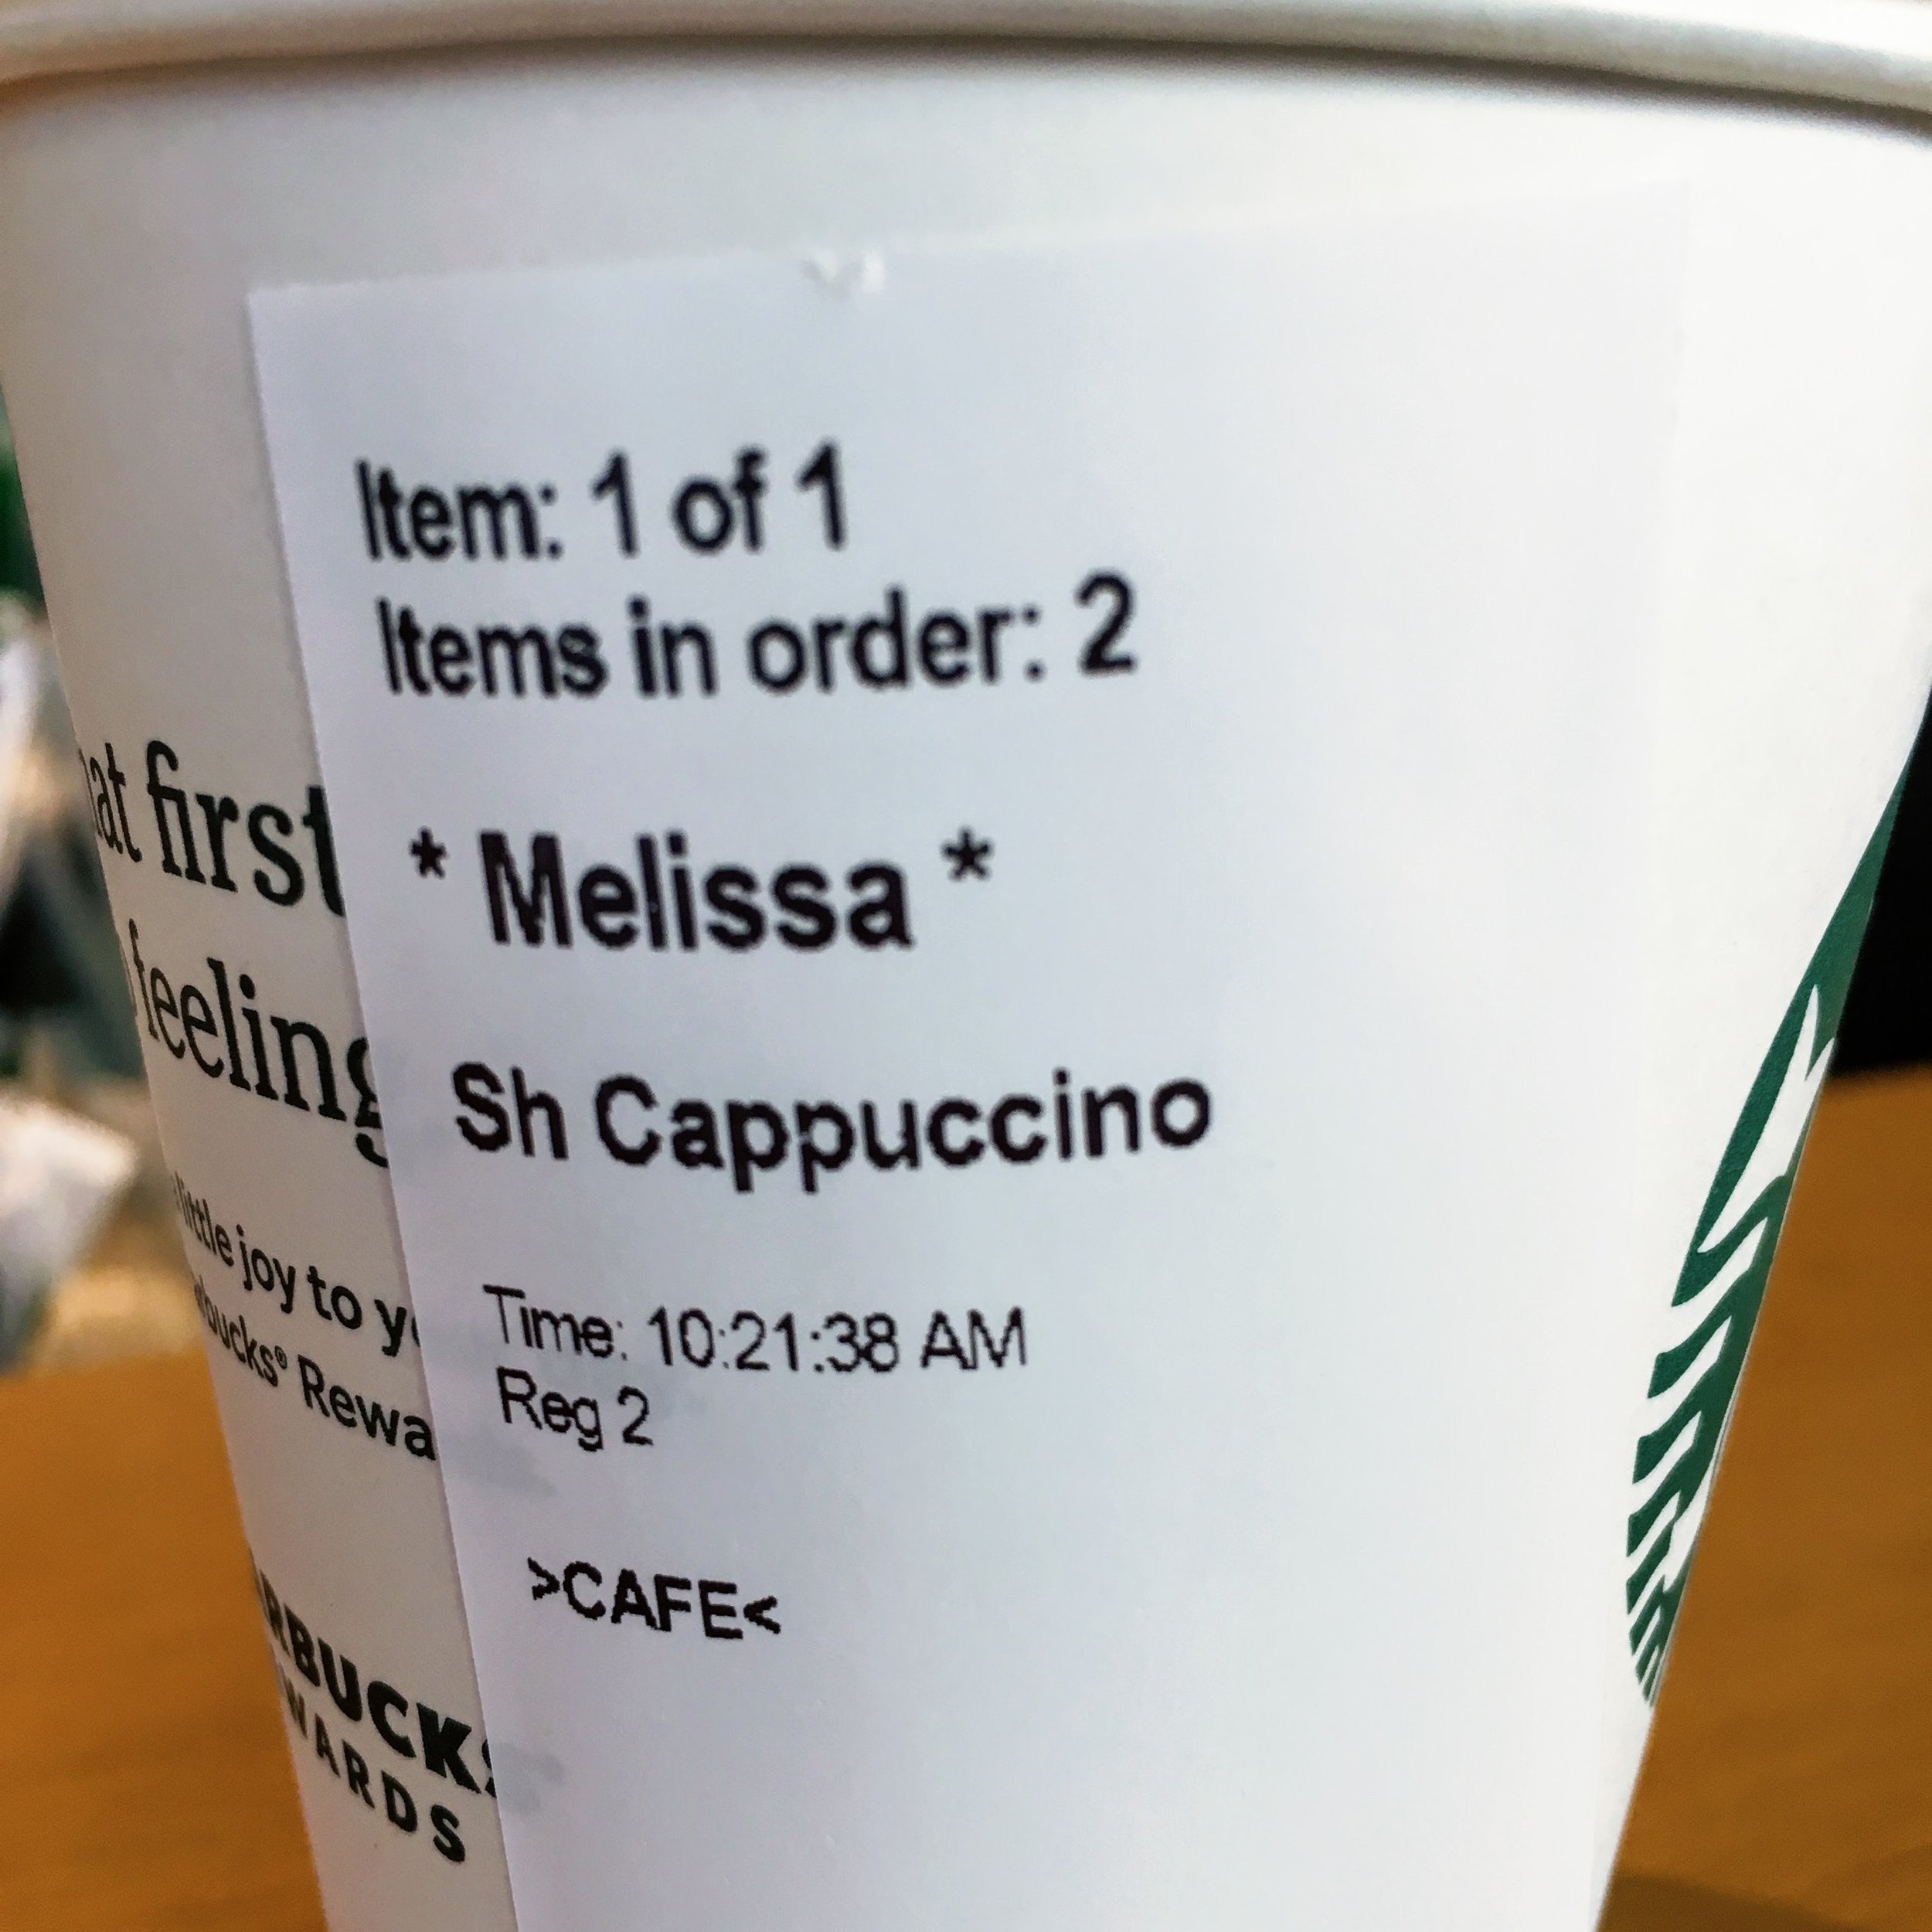 Item: 1 of 1
Items in order: 2
* Melissa *
Sh Cappuccino
Time: 10:21:38 AM
Reg 2
>CAFE<
first
feeling
little joy to
Rewa
WARDS